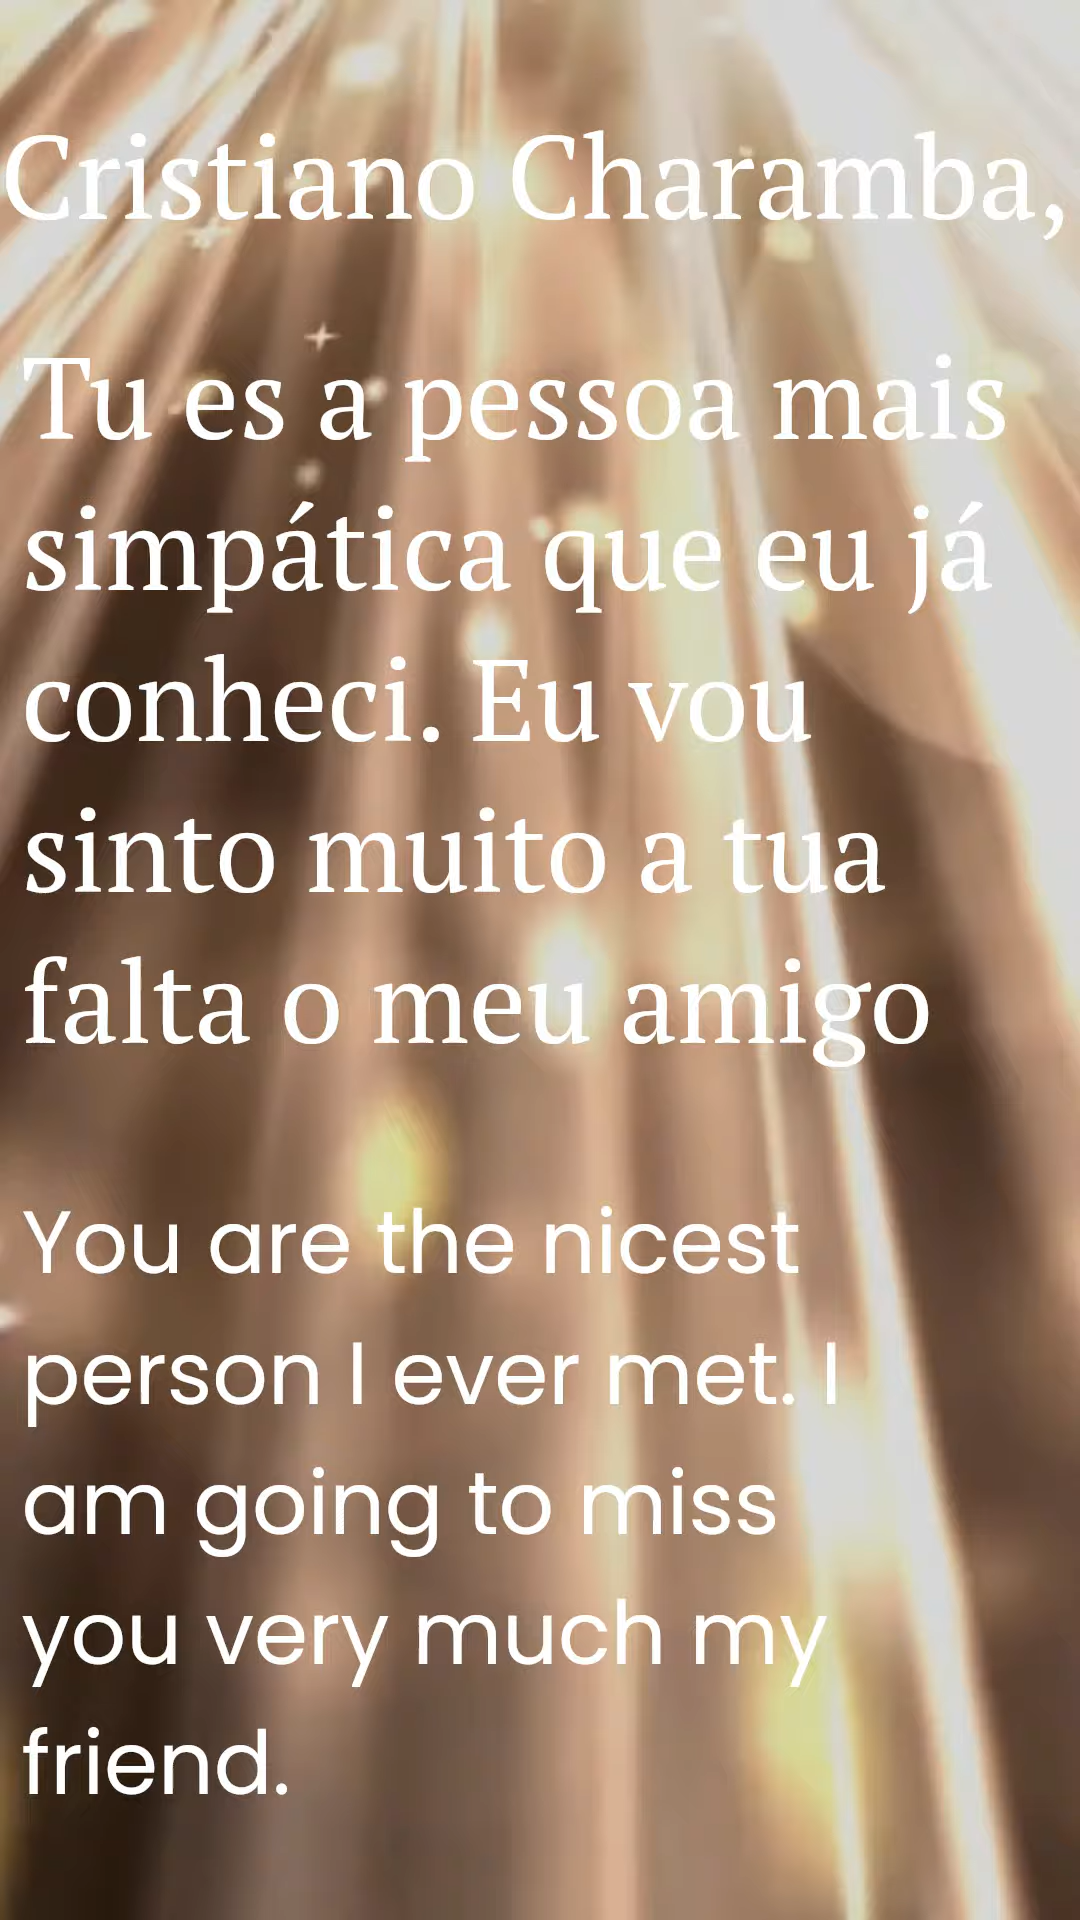 Cristiano Charamba,
Tu es a pessoa mais
simpática que eu já
conheci. Eu vou
sinto muito a tua
falta o meu amigo
You are the nicest
person I ever met. I
am going to miss
you very much my
friend.